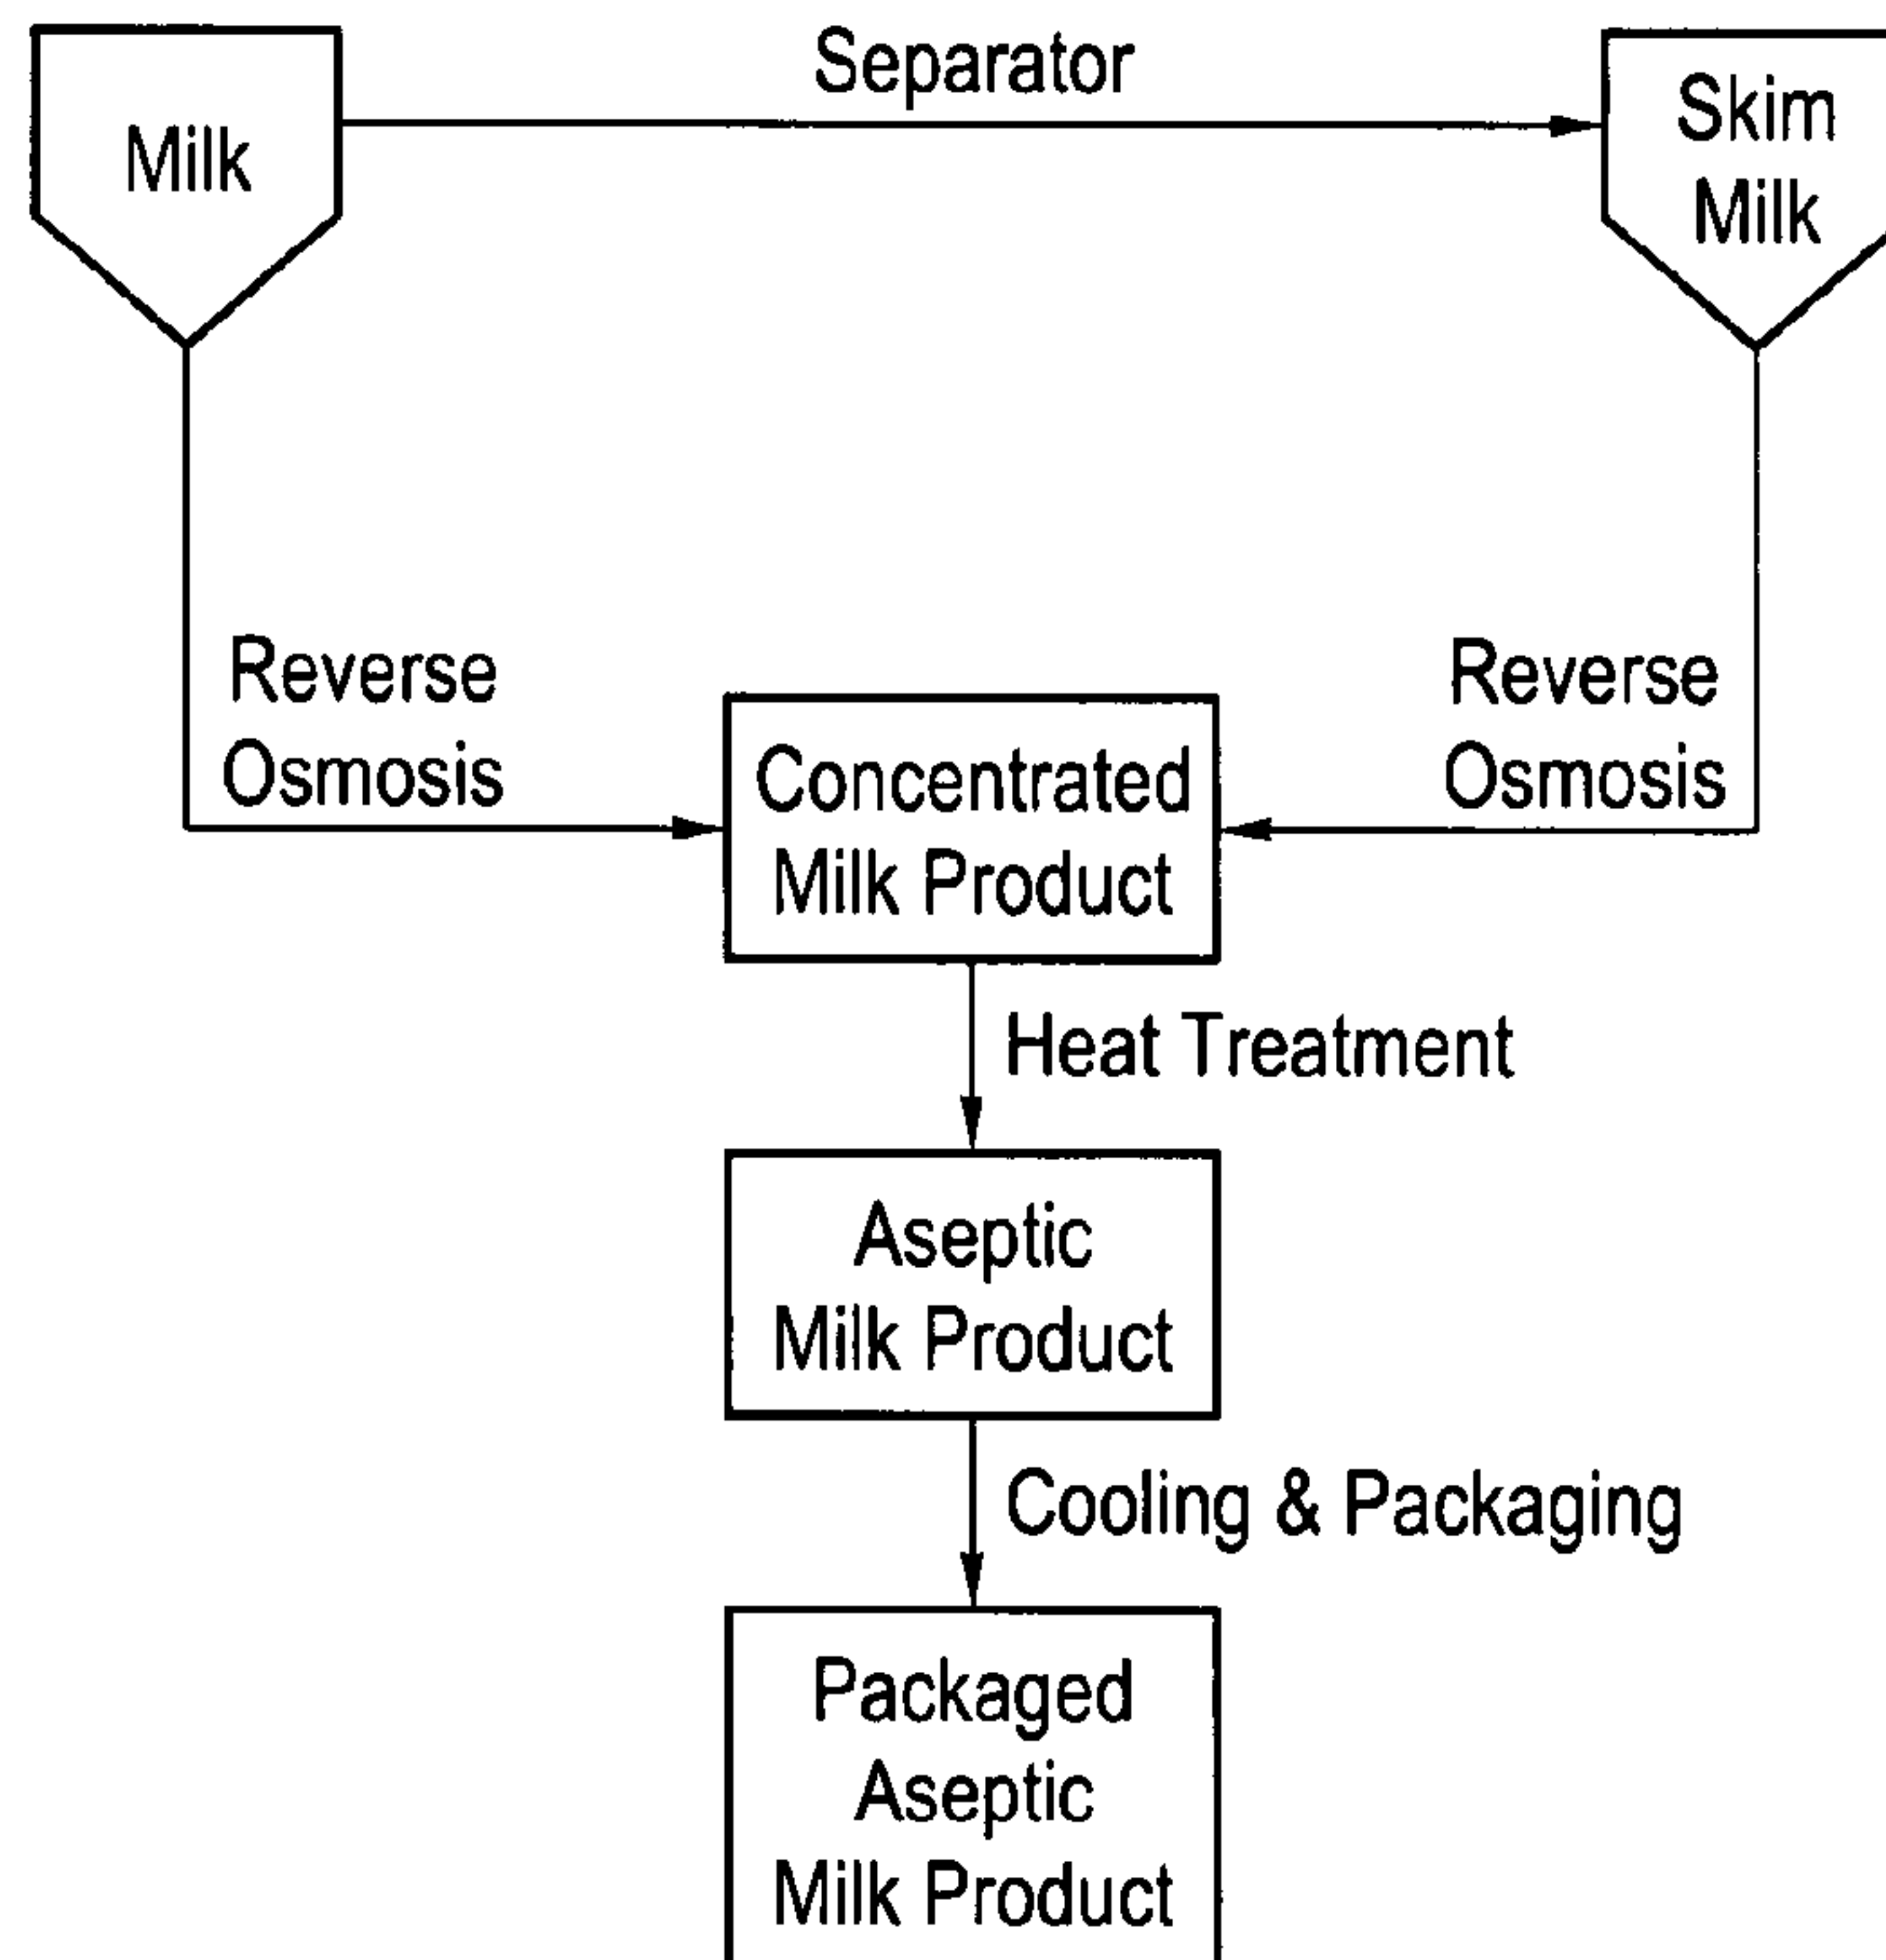 Separator
Milk
Skim
Milk
Reverse
Osmosis
Reverse
Osmosis
Concentrated
Milk Product
Heat Treatment
Aseptic
Milk Product
Cooling & Packaging
Packaged
Aseptic
Milk Product